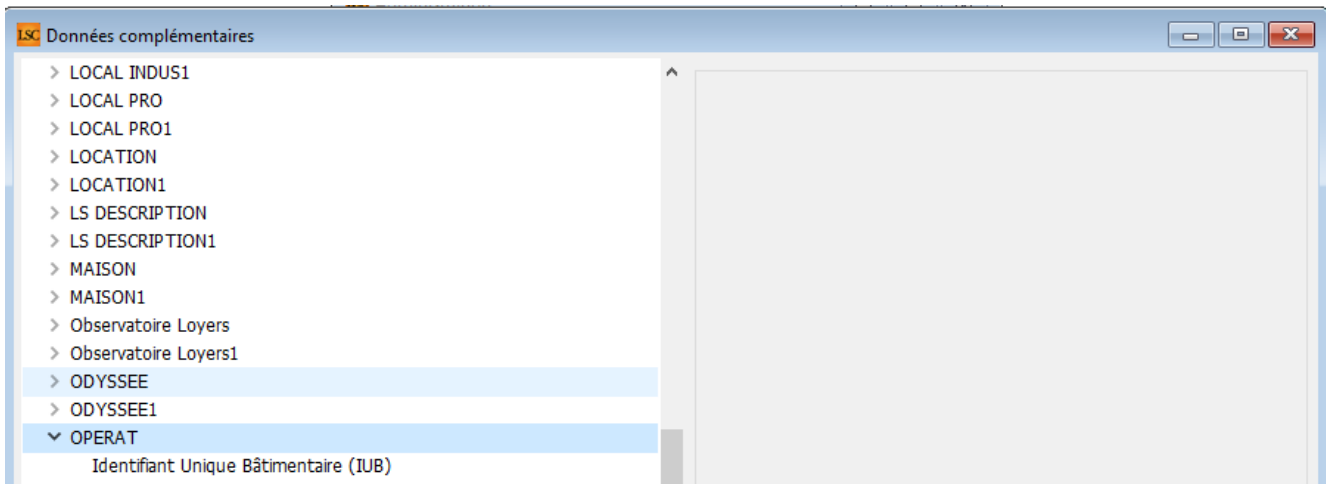 LSC Données complémentaires
LOCAL INDUS1
LOCAL PRO
LOCAL PRO1
LOCATION
LOCATION1
LS DESCRIPTION
LS DESCRIPTION1
MAISON
MAISON1
Observatoire Loyers
Observatoire Loyers1
ODYSSEE
ODYSSEE1
OPERAT
Identifiant Unique Bâtimentaire (IUB)